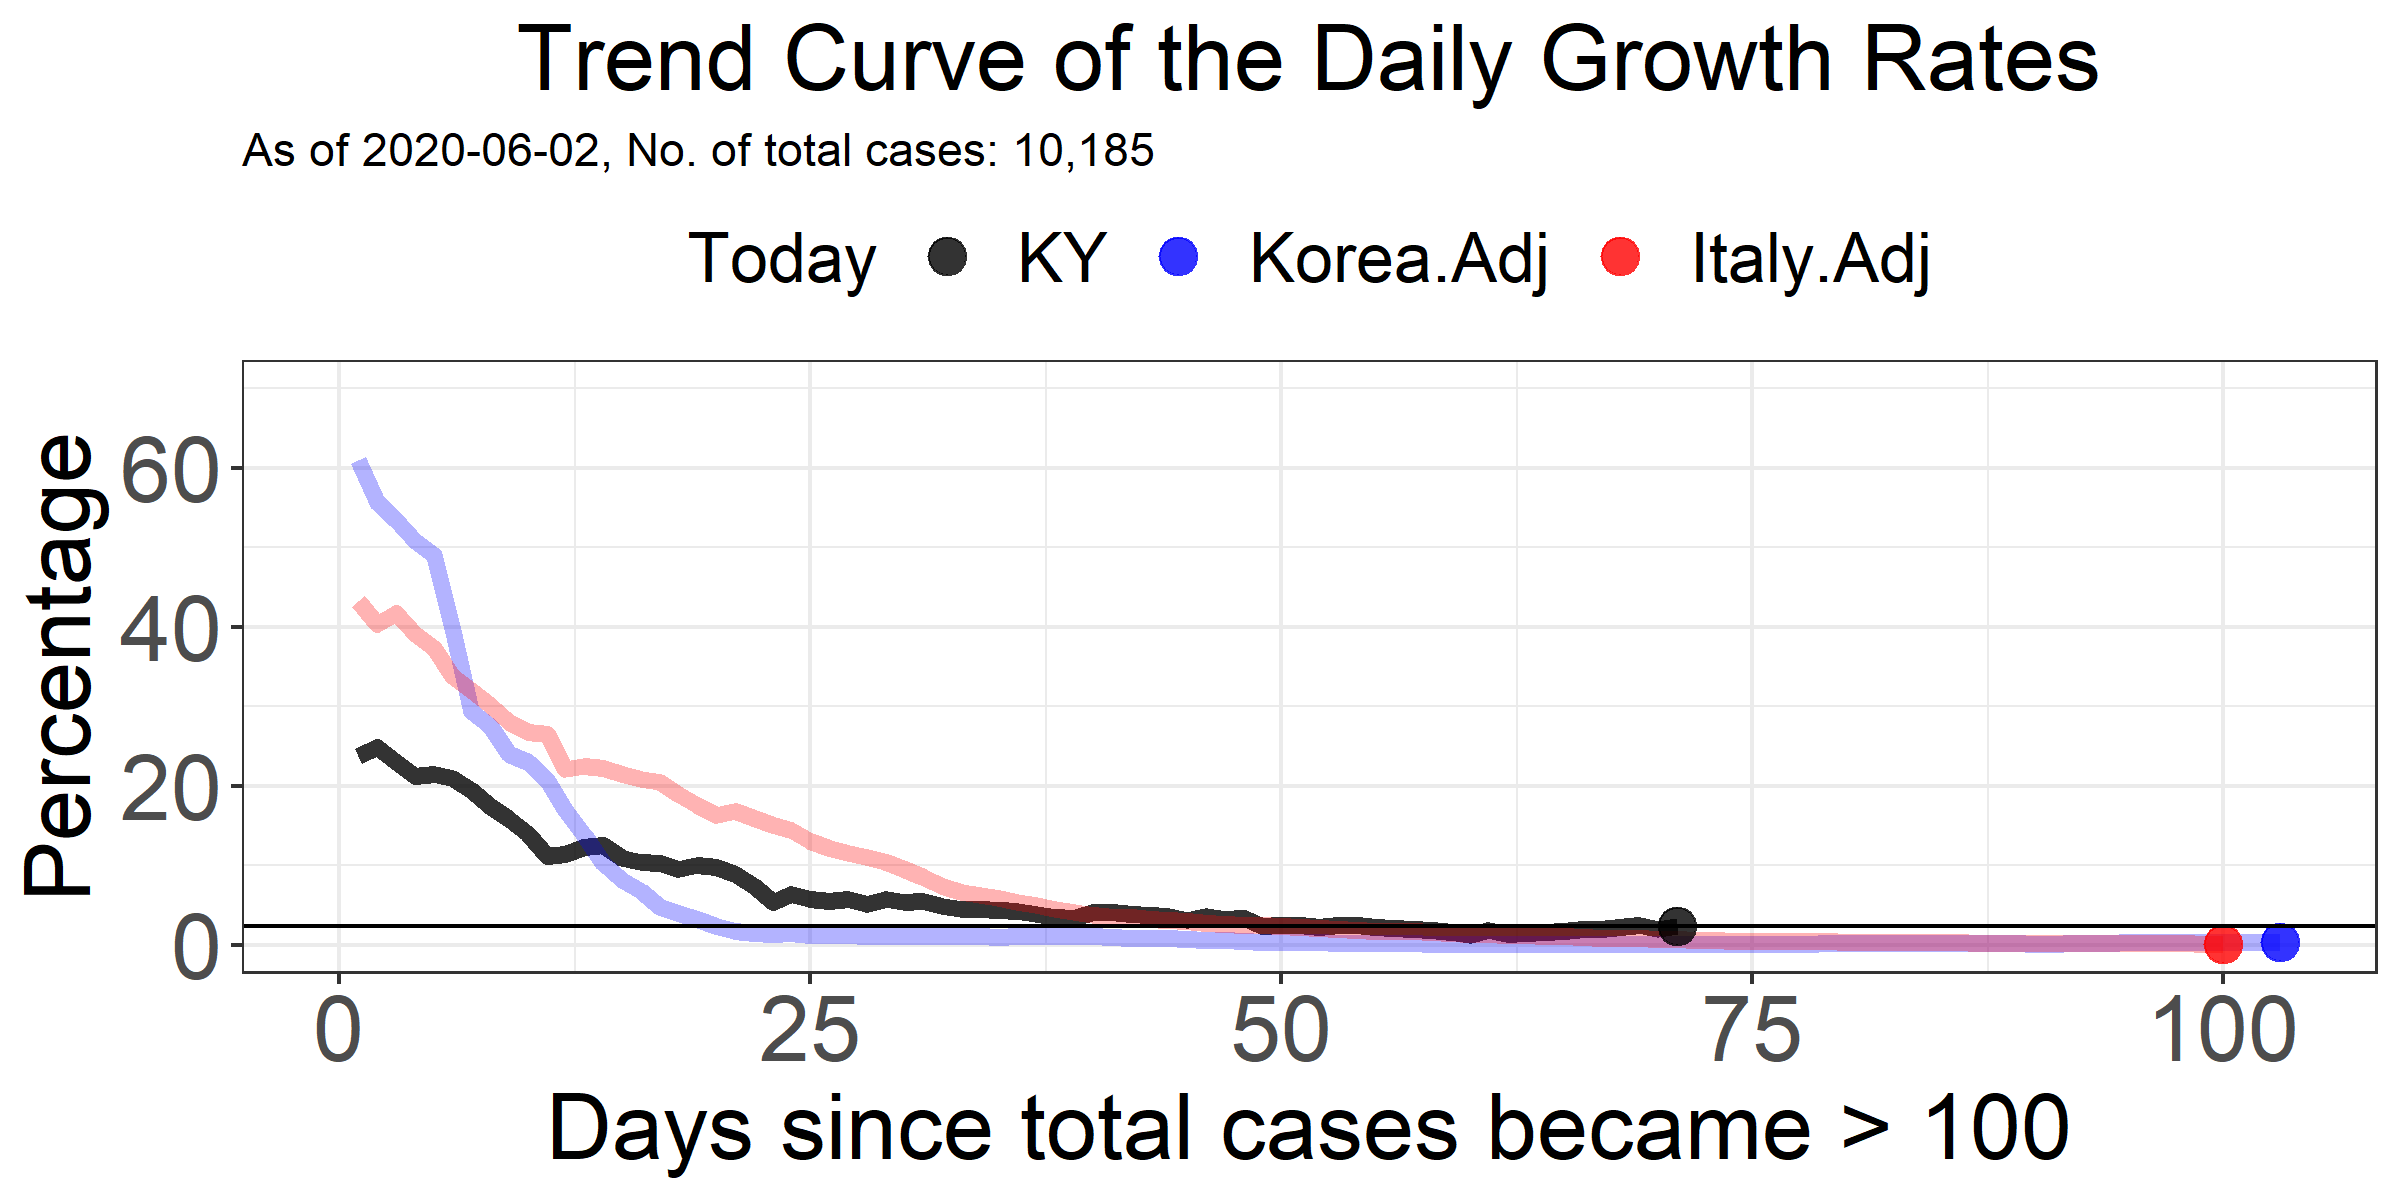 Trend Curve of the Daily Growth Rates
As of 2020-06-02, No. of total cases: 10,185
Today KY Korea.Adj Italy.Adj
Percentage
60
40
20
0
0 25 50 75 100
Days since total cases became > 100